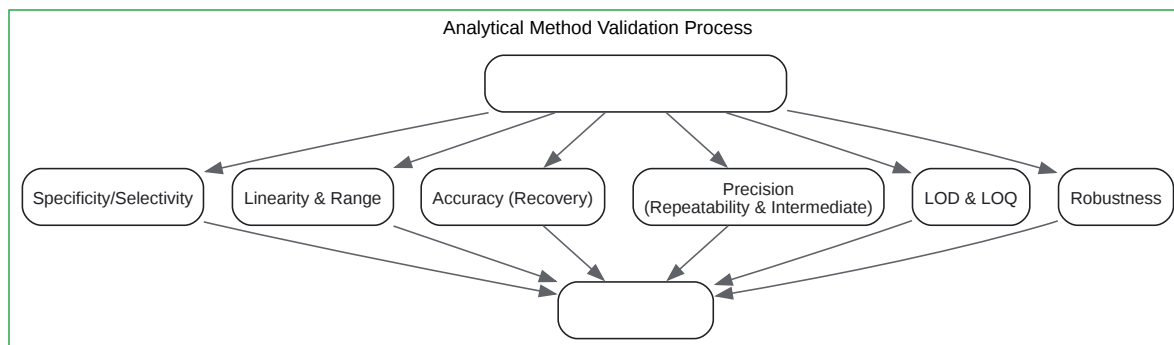 Analytical Method Validation Process
Specificity/Selectivity
Linearity & Range
Accuracy (Recovery)
Precision
(Repeatability & Intermediate)
LOD & LOQ
Robustness